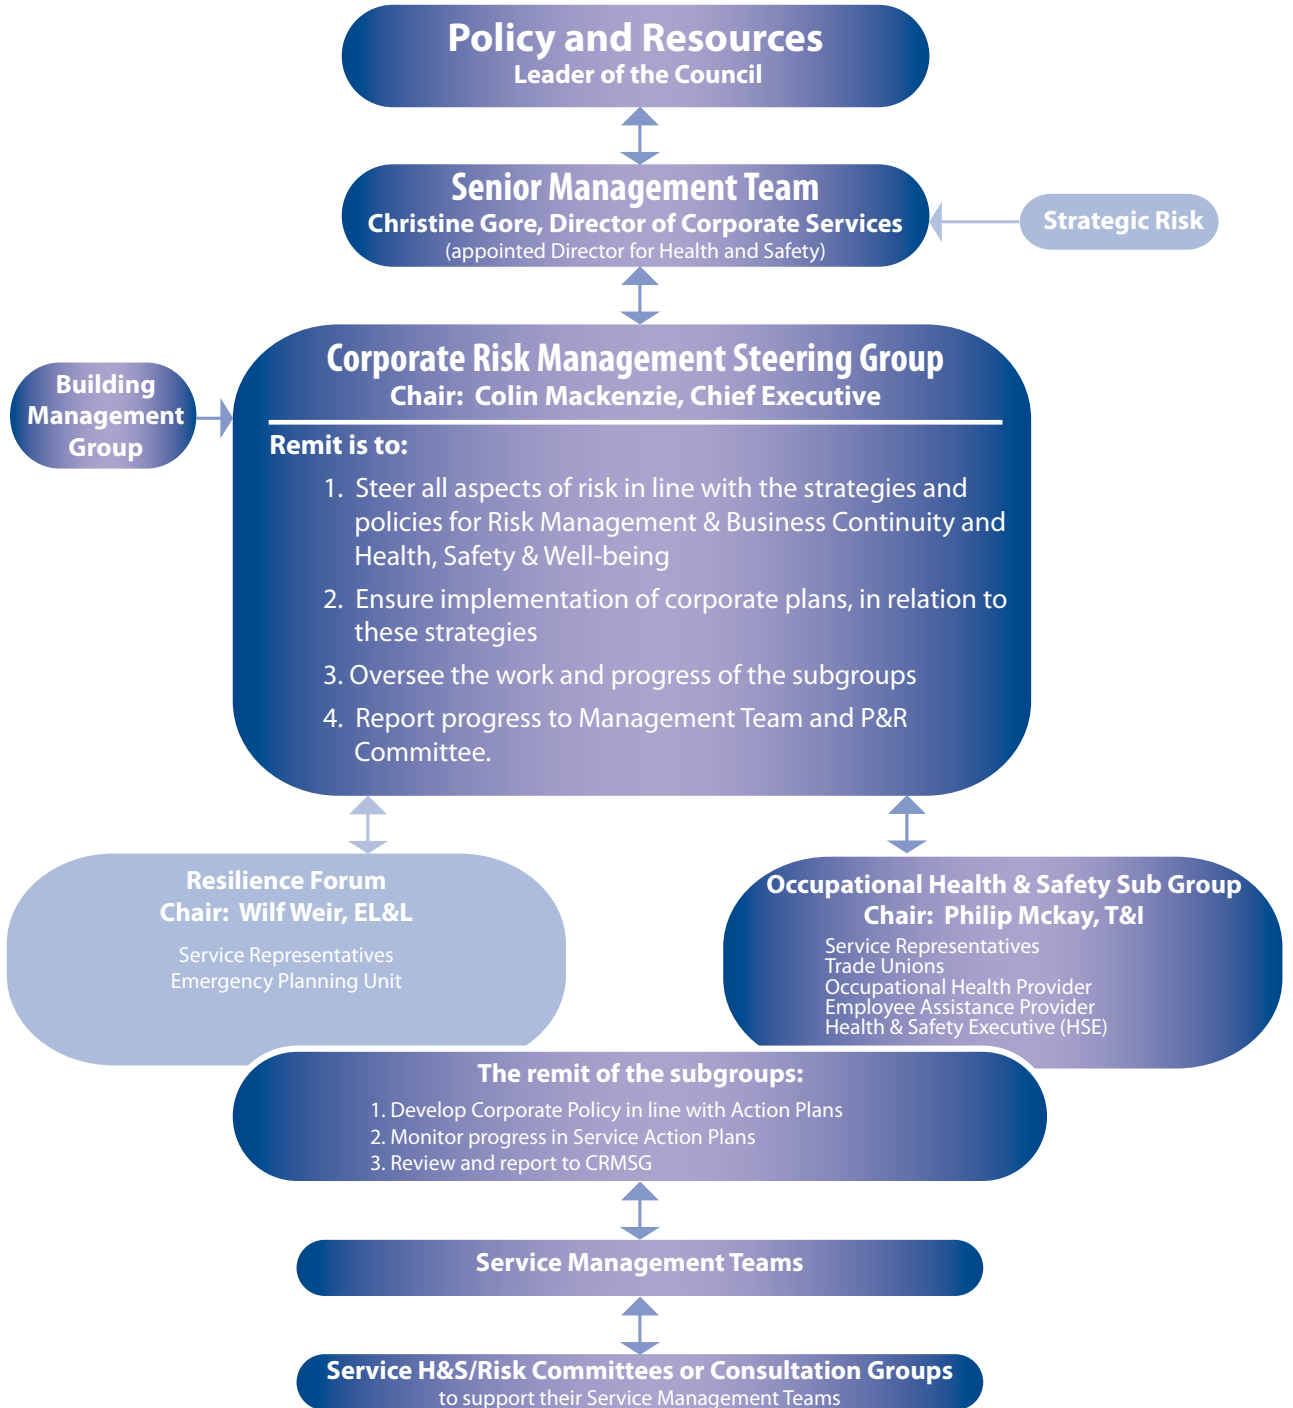 Policy and Resources
Leader of the Council
Senior Management Team
Christine Gore, Director of Corporate Services
(appointed Director for Health and Safety)
Strategic Risk
Building
Management
Group
Corporate Risk Management Steering Group
Chair: Colin Mackenzie, Chief Executive
Remit is to:
1. Steer all aspects of risk in line with the strategies and
policies for Risk Management & Business Continuity and
Health, Safety & Well-being
2. Ensure implementation of corporate plans, in relation to
these strategies
3. Oversee the work and progress of the subgroups
4. Report progress to Management Team and P&R
Committee.
Resilience Forum
Chair: Wilf Weir, EL&L
Service Representatives
Emergency Planning Unit
Occupational Health & Safety Sub Group
Chair: Philip Mckay, T&I
Service Representatives
Trade Unions
Occupational Health Provider
Employee Assistance Provider
Health & Safety Executive (HSE)
The remit of the subgroups:
1. Develop Corporate Policy in line with Action Plans
2. Monitor progress in Service Action Plans
3. Review and report to CRMSG
Service Management Teams
Service H&S/Risk Committees or Consultation Groups
to support their Service Management Teams